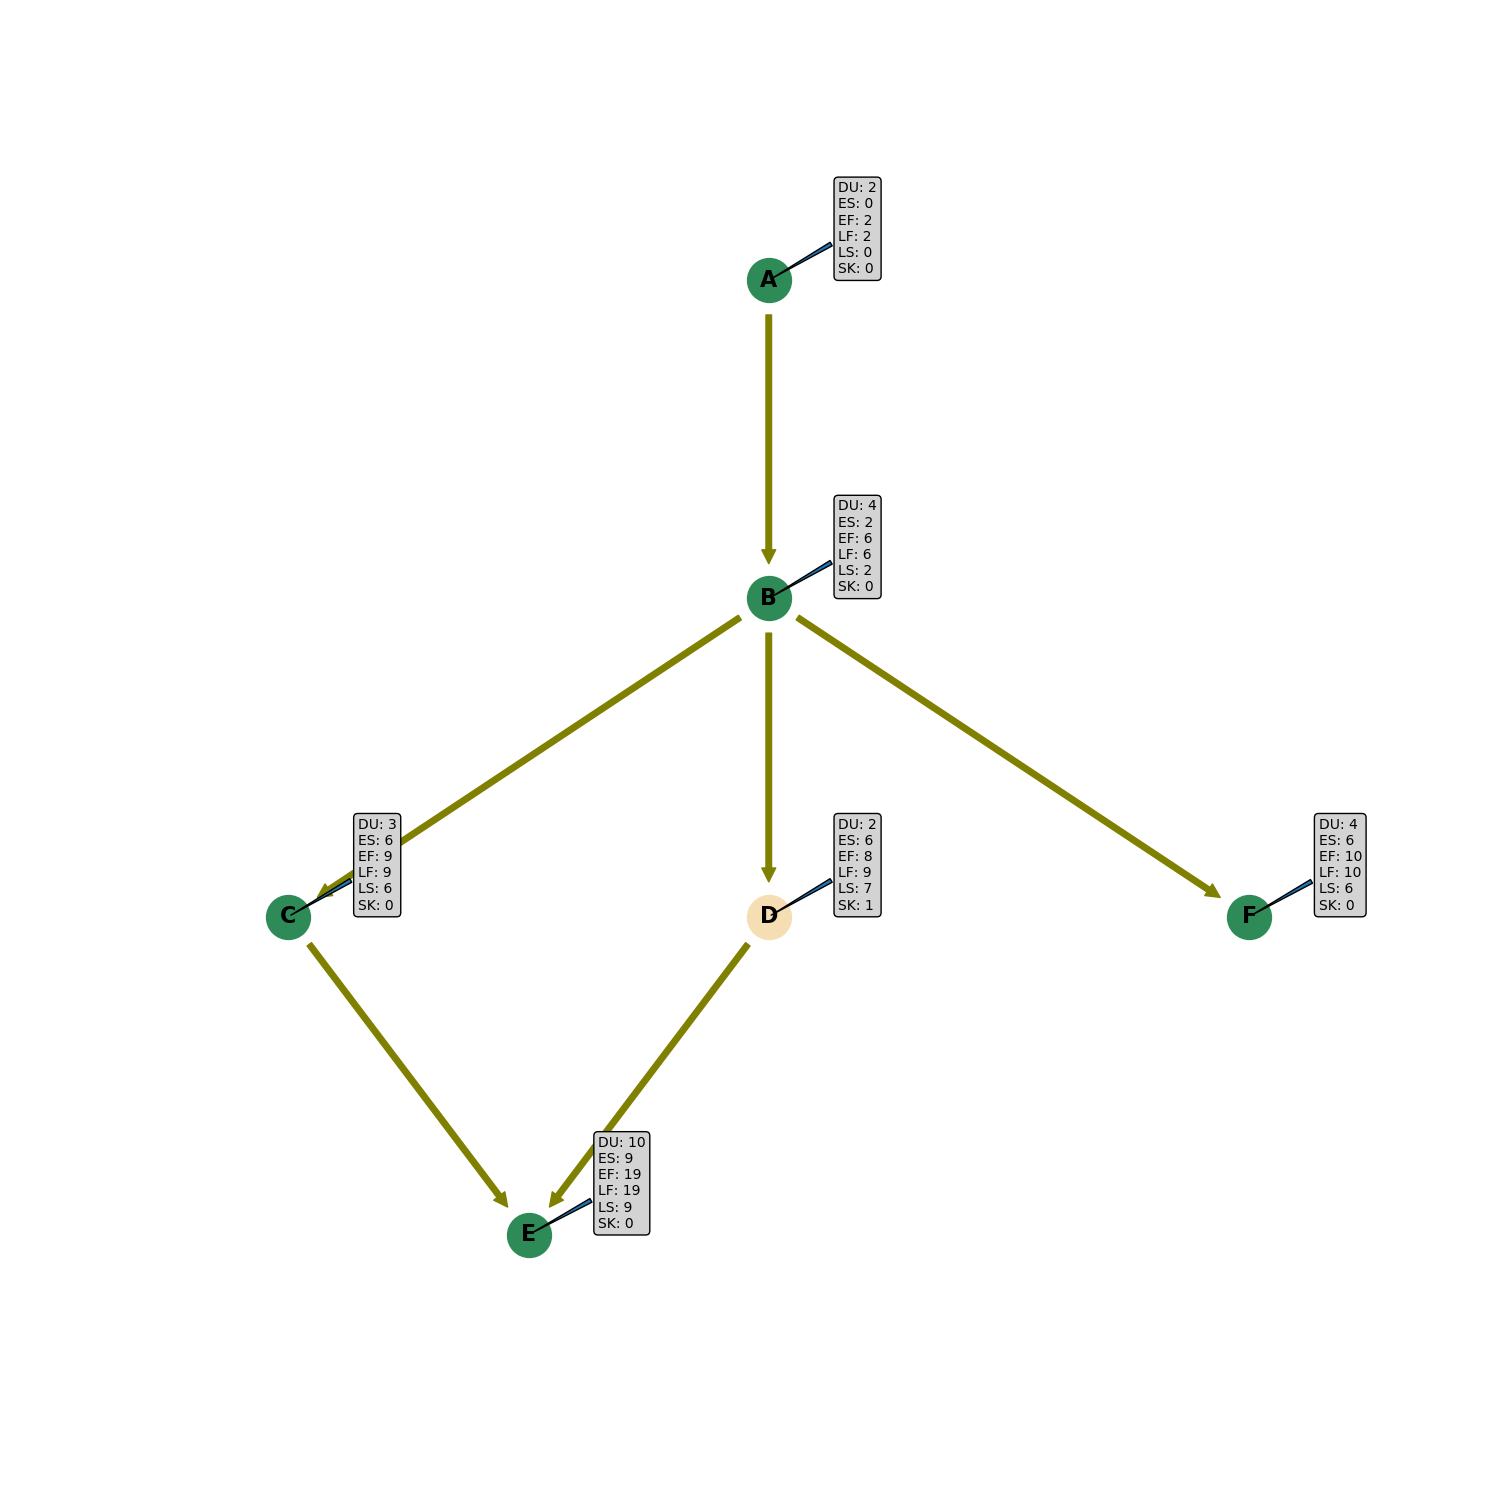 DU: 2
ES: 0
EF: 2
LF: 2
LS: 0
SK: 0
A
DU: 4
ES: 2
EF: 6
LF: 6
LS: 2
SK: 0
B
DU: 3
ES: 6
EF: 9
LF: 9
LS: 6
SK: 0
C
DU: 2
ES: 6
EF: 8
LF: 9
LS: 7
SK: 1
D
DU: 4
ES: 6
EF: 10
LF: 10
LS: 6
SK: 0
F
DU: 10
ES: 9
EF: 19
LF: 19
LS: 9
SK: 0
E